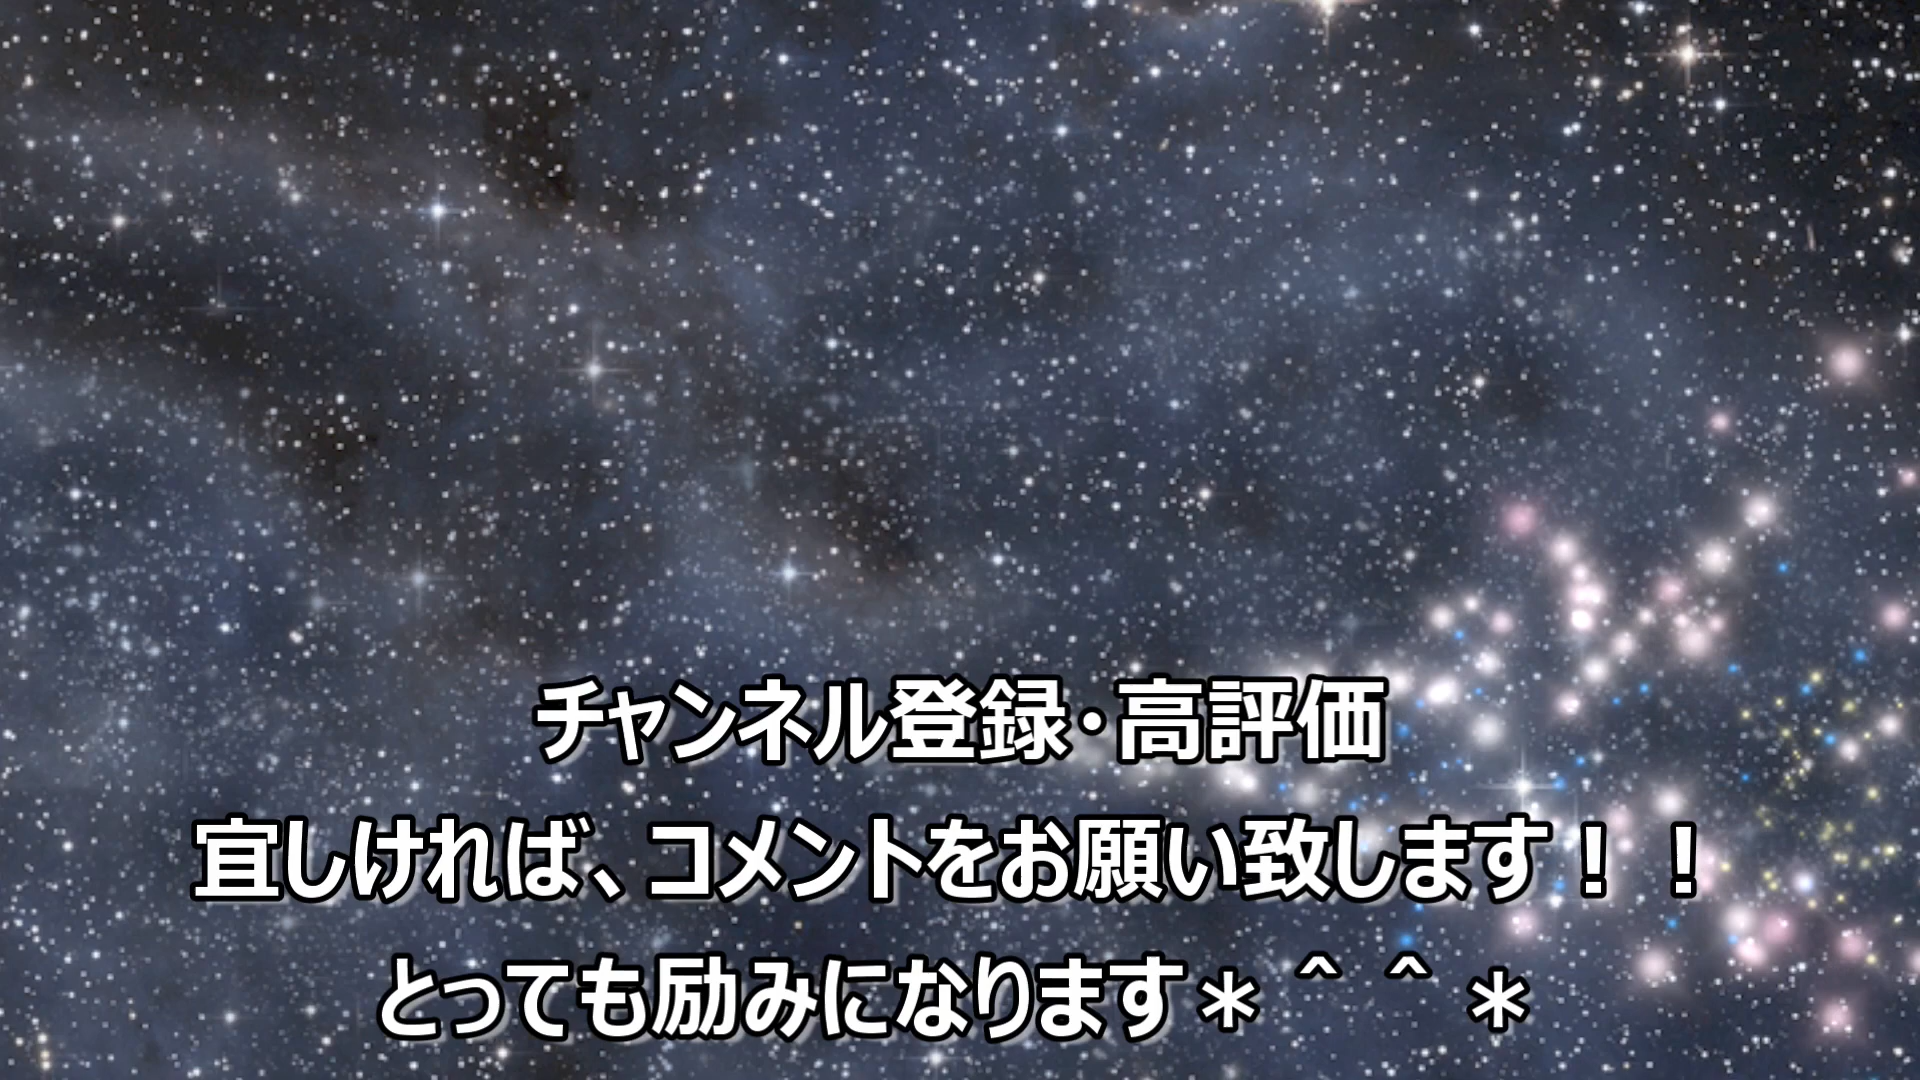 チャンネル登録・高評価
宜しければ、コメントをお願い致します！！
とっても励みになります＊＾＾＊